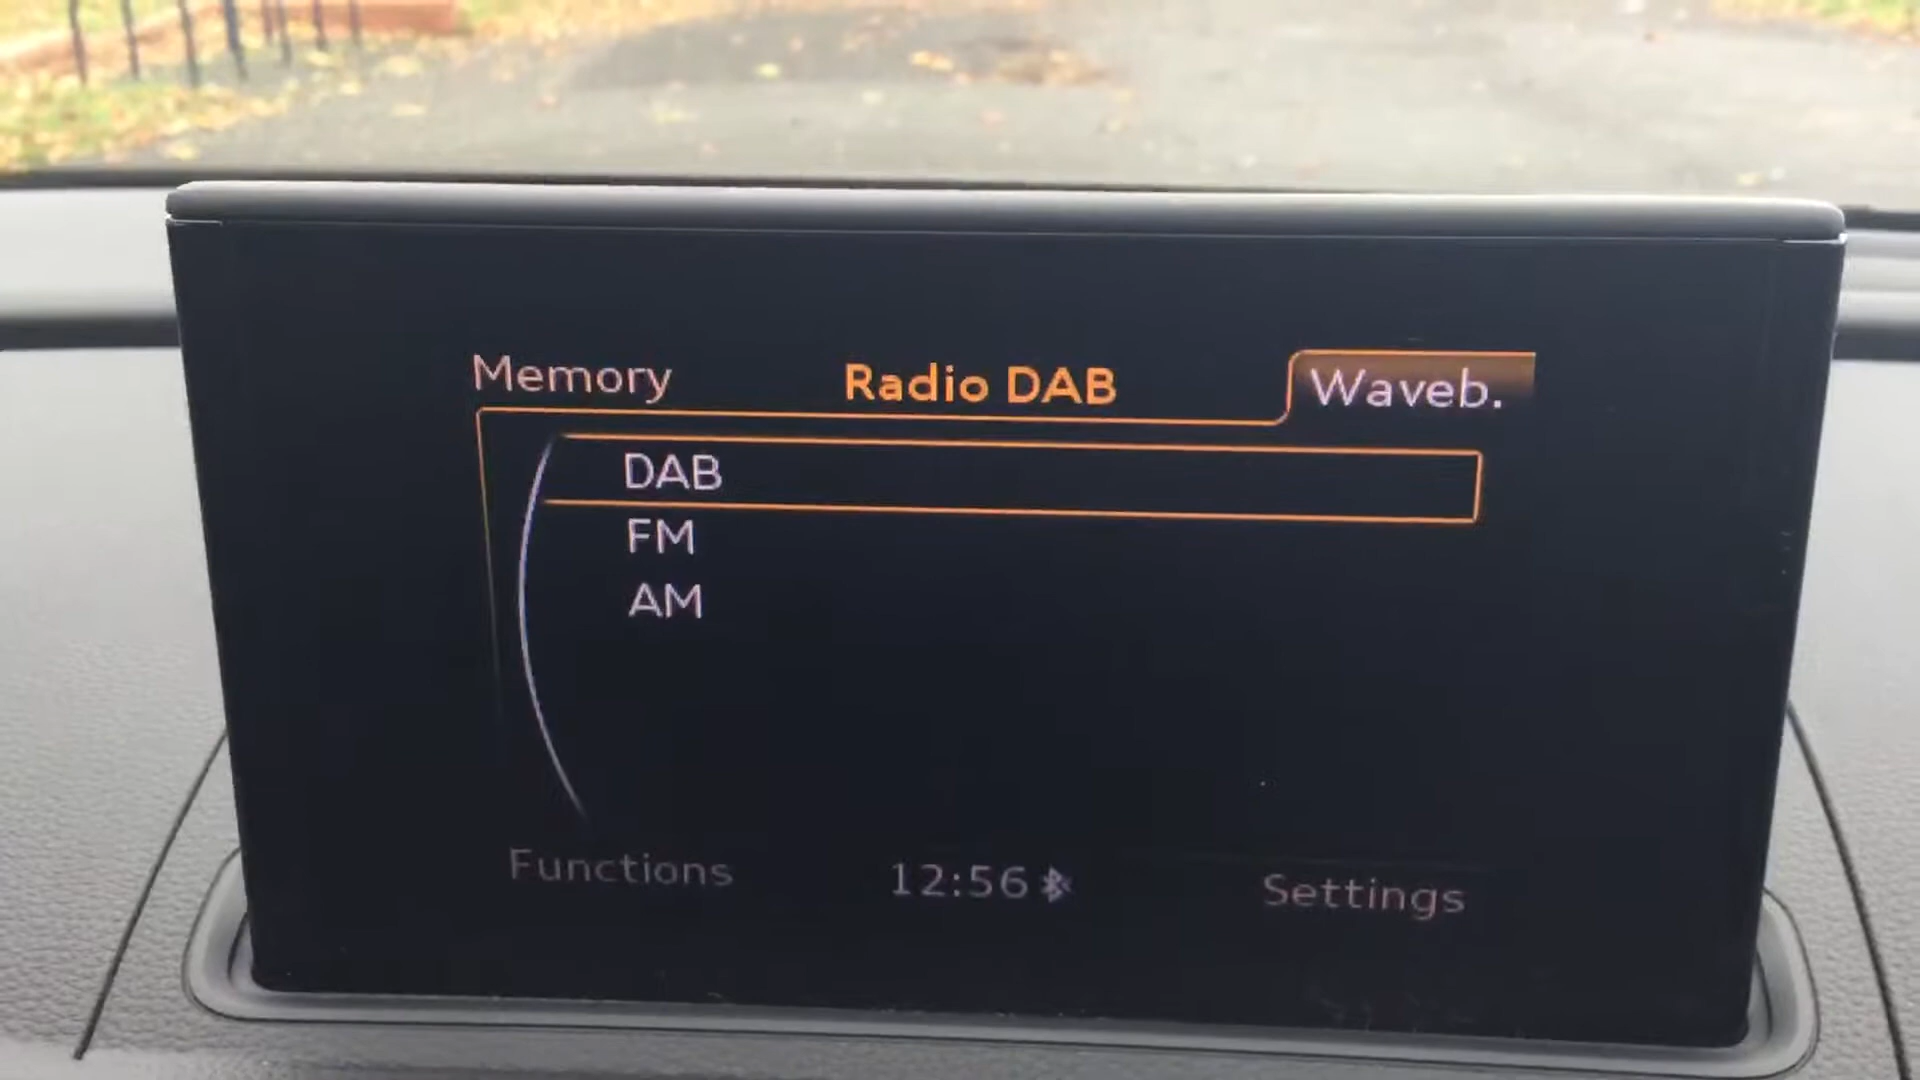 Memory Radio DAB Waveb.
DAB
FM
AM
Functions 12:56 Settings